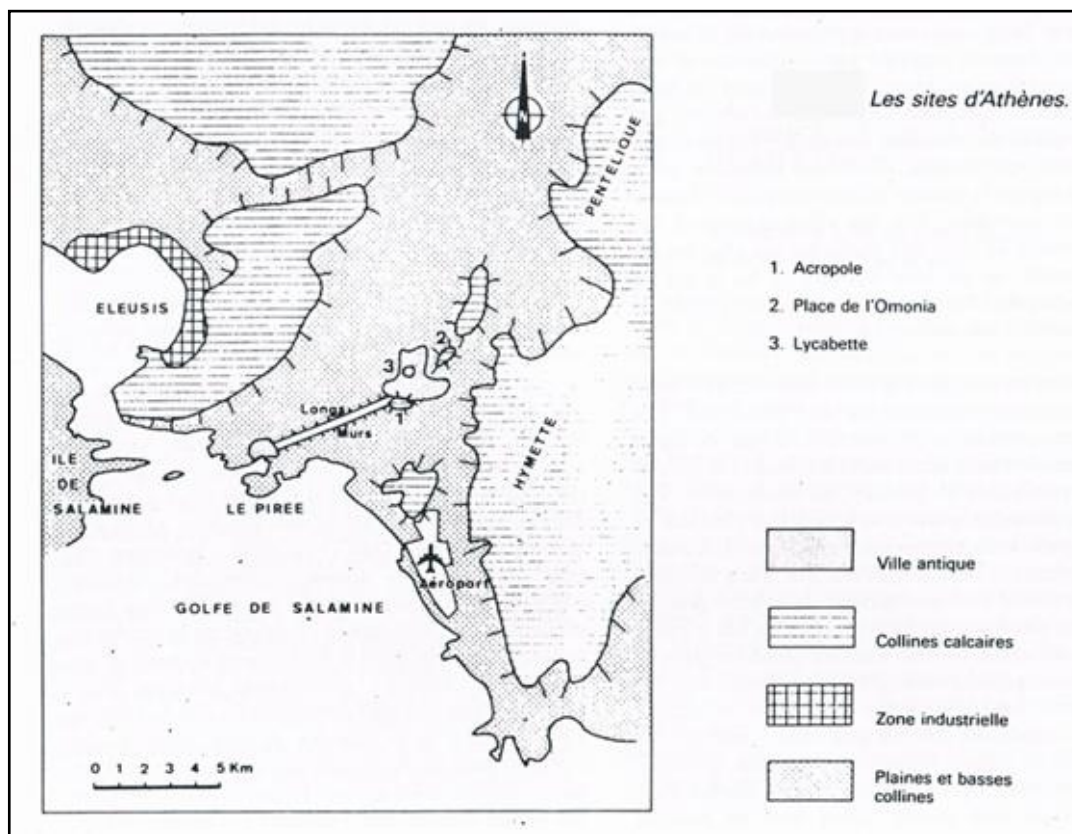 Les sites d'Athènes.
N
PENTELIQUE
1. Acropole
2. Place de l'Omonia
3. Lycabette
ELEUSIS
2
3
1
Longs
Murs
HYMETTE
ILE
DE
SALAMINE
LE PIREE
Aéroport
GOLFE DE SALAMINE
Ville antique
Collines calcaires
Zone industrielle
Plaines et basses
collines
0 1 2 3 4 5 Km